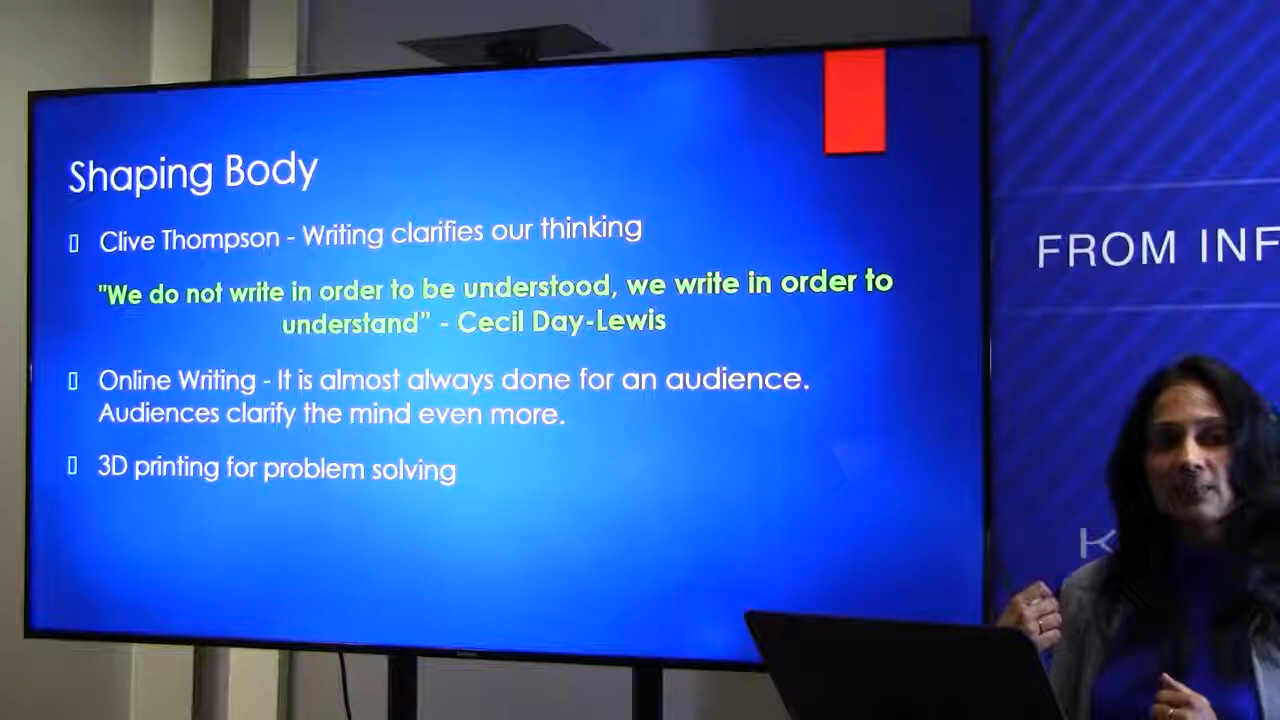 Shaping Body
Clive Thompson - Writing clarifies our thinking
"We do not write in order to be understood, we write in order to
understand” - Cecil Day-Lewis
Online Writing - It is almost always done for an audience.
Audiences clarify the mind even more.
3D printing for problem solving
FROM INF
K